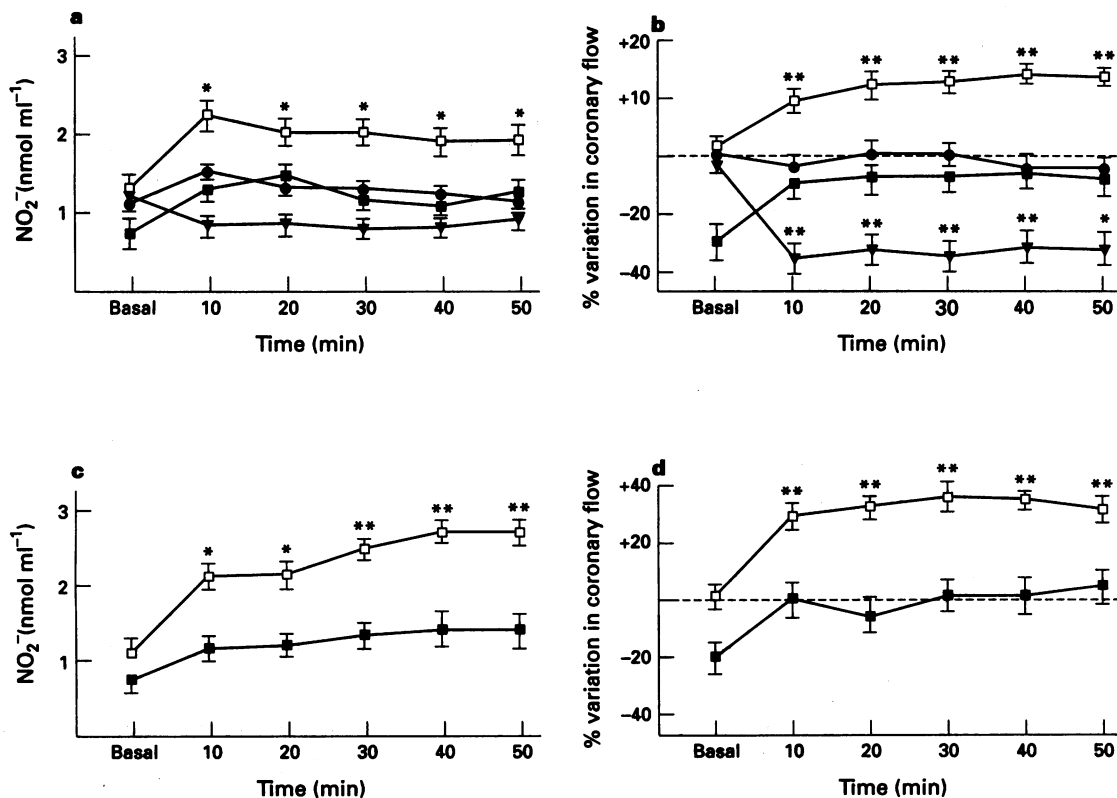 a
NO₂⁻(nmol ml⁻¹)
3
2
1
* * * * *
Basal 10 20 30 40 50
Time (min)
b
% variation in coronary flow
+20
+10
−20
−40
** ** ** ** **
** ** ** ** *
Basal 10 20 30 40 50
Time (min)
c
NO₂⁻(nmol ml⁻¹)
3
2
1
* * ** ** **
Basal 10 20 30 40 50
Time (min)
d
% variation in coronary flow
+40
+20
−20
−40
** ** ** ** **
Basal 10 20 30 40 50
Time (min)